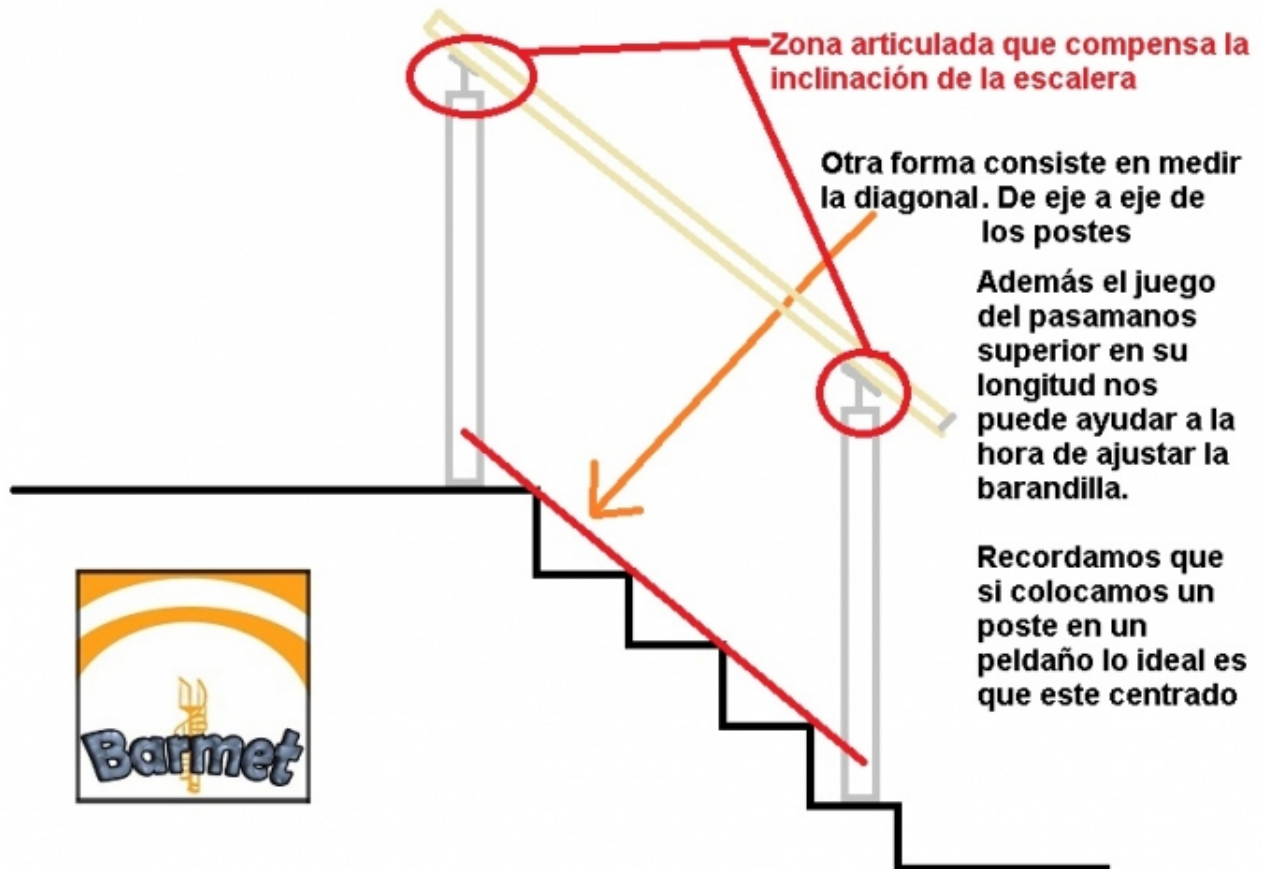 Zona articulada que compensa la
inclinación de la escalera
Otra forma consiste en medir
la diagonal. De eje a eje de
los postes
Además el juego
del pasamanos
superior en su
longitud nos
puede ayudar a la
hora de ajustar la
barandilla.
Recordamos que
si colocamos un
poste en un
peldaño lo ideal es
que este centrado
Barmet